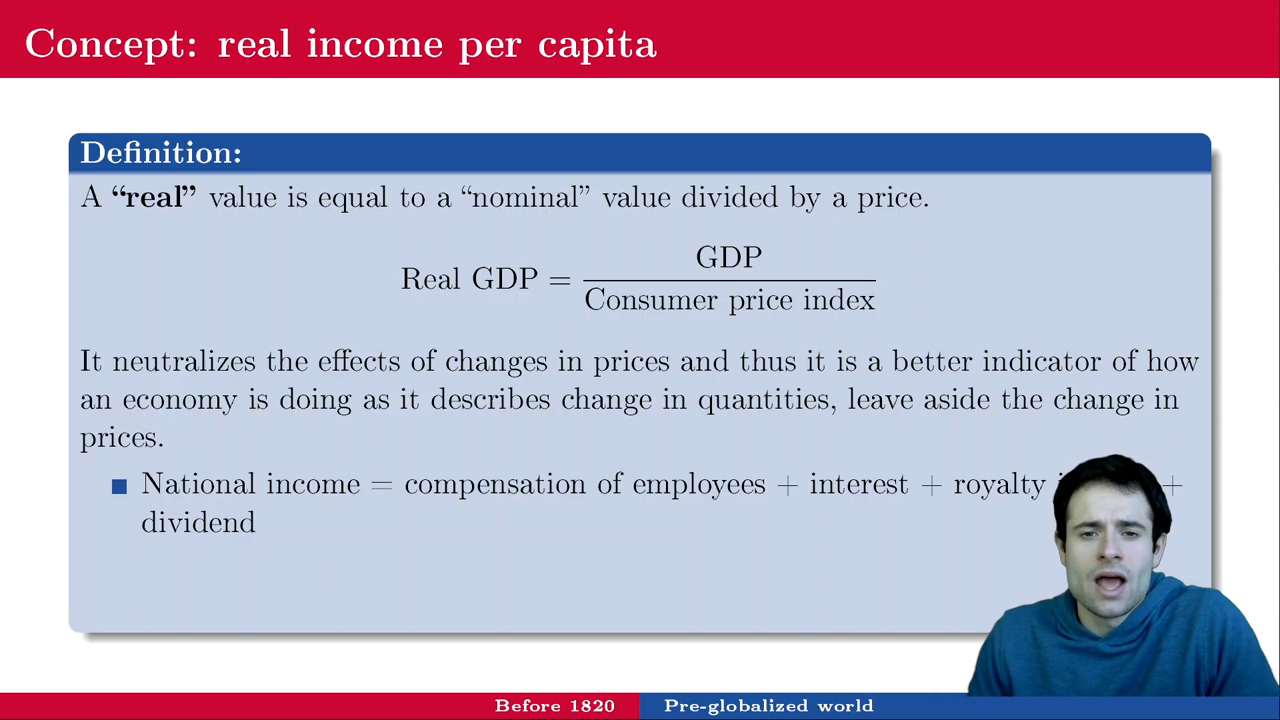 Concept: real income per capita
Definition:
A “real” value is equal to a “nominal” value divided by a price.
Real GDP = GDP
Consumer price index
It neutralizes the effects of changes in prices and thus it is a better indicator of how
an economy is doing as it describes change in quantities, leave aside the change in
prices.
National income = compensation of employees + interest + royalty +
dividend
Before 1820 Pre-globalized world